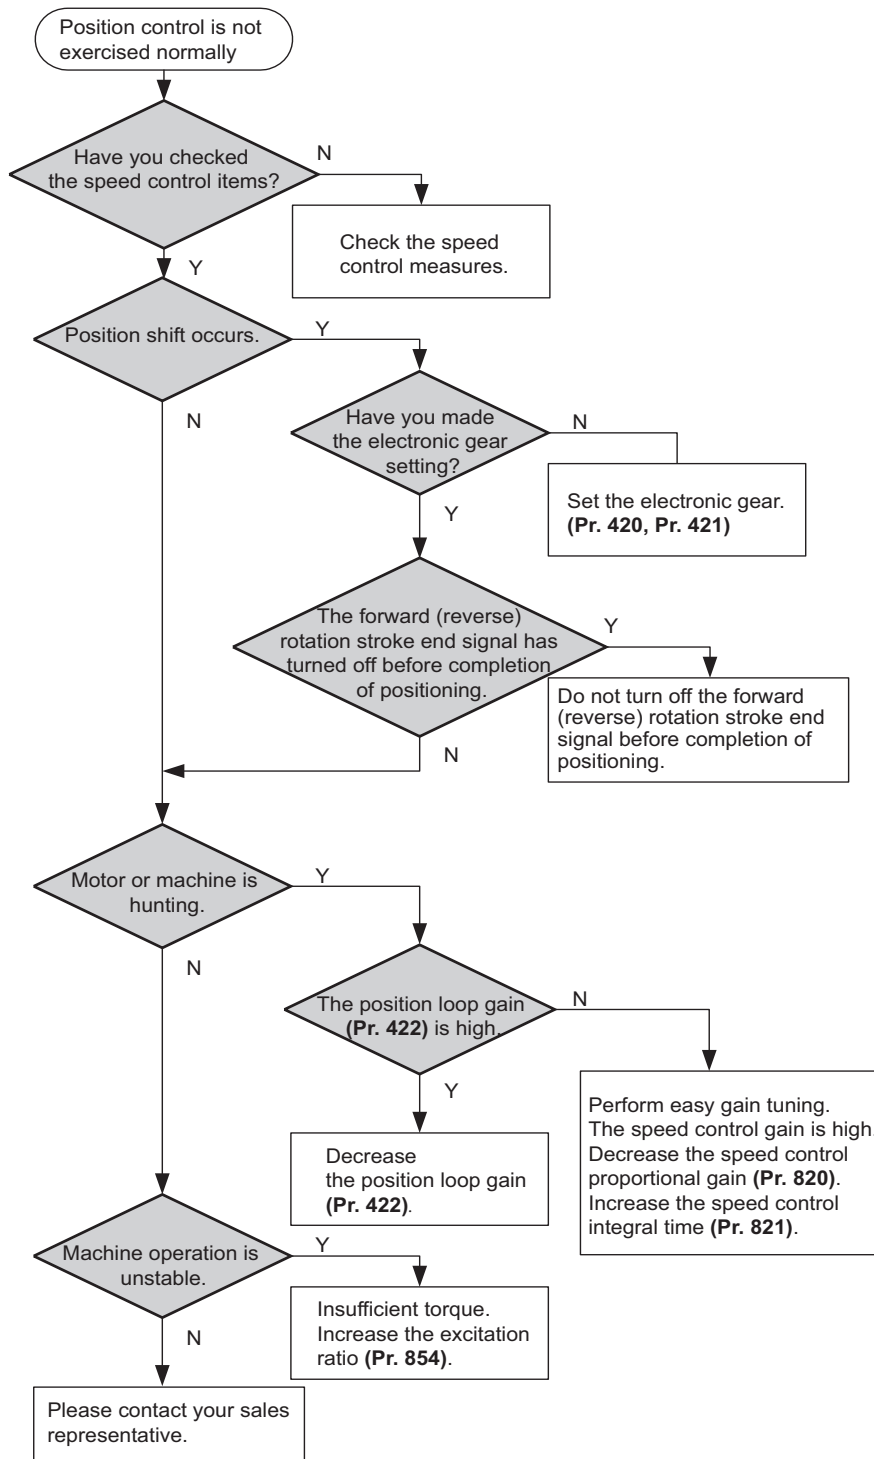 Position control is not
exercised normally
Have you checked
the speed control items?
N
Check the speed
control measures.
Y
Position shift occurs.
Y
N
Have you made
the electronic gear
setting?
N
Set the electronic gear.
(Pr. 420, Pr. 421)
Y
The forward (reverse)
rotation stroke end signal has
turned off before completion
of positioning.
Y
Do not turn off the forward
(reverse) rotation stroke end
signal before completion of
positioning.
N
Motor or machine is
hunting.
Y
N
The position loop gain
(Pr. 422) is high.
N
Y
Perform easy gain tuning.
The speed control gain is high.
Decrease the speed control
proportional gain (Pr. 820).
Increase the speed control
integral time (Pr. 821).
Decrease
the position loop gain
(Pr. 422).
Machine operation is
unstable.
Y
Insufficient torque.
Increase the excitation
ratio (Pr. 854).
N
Please contact your sales
representative.